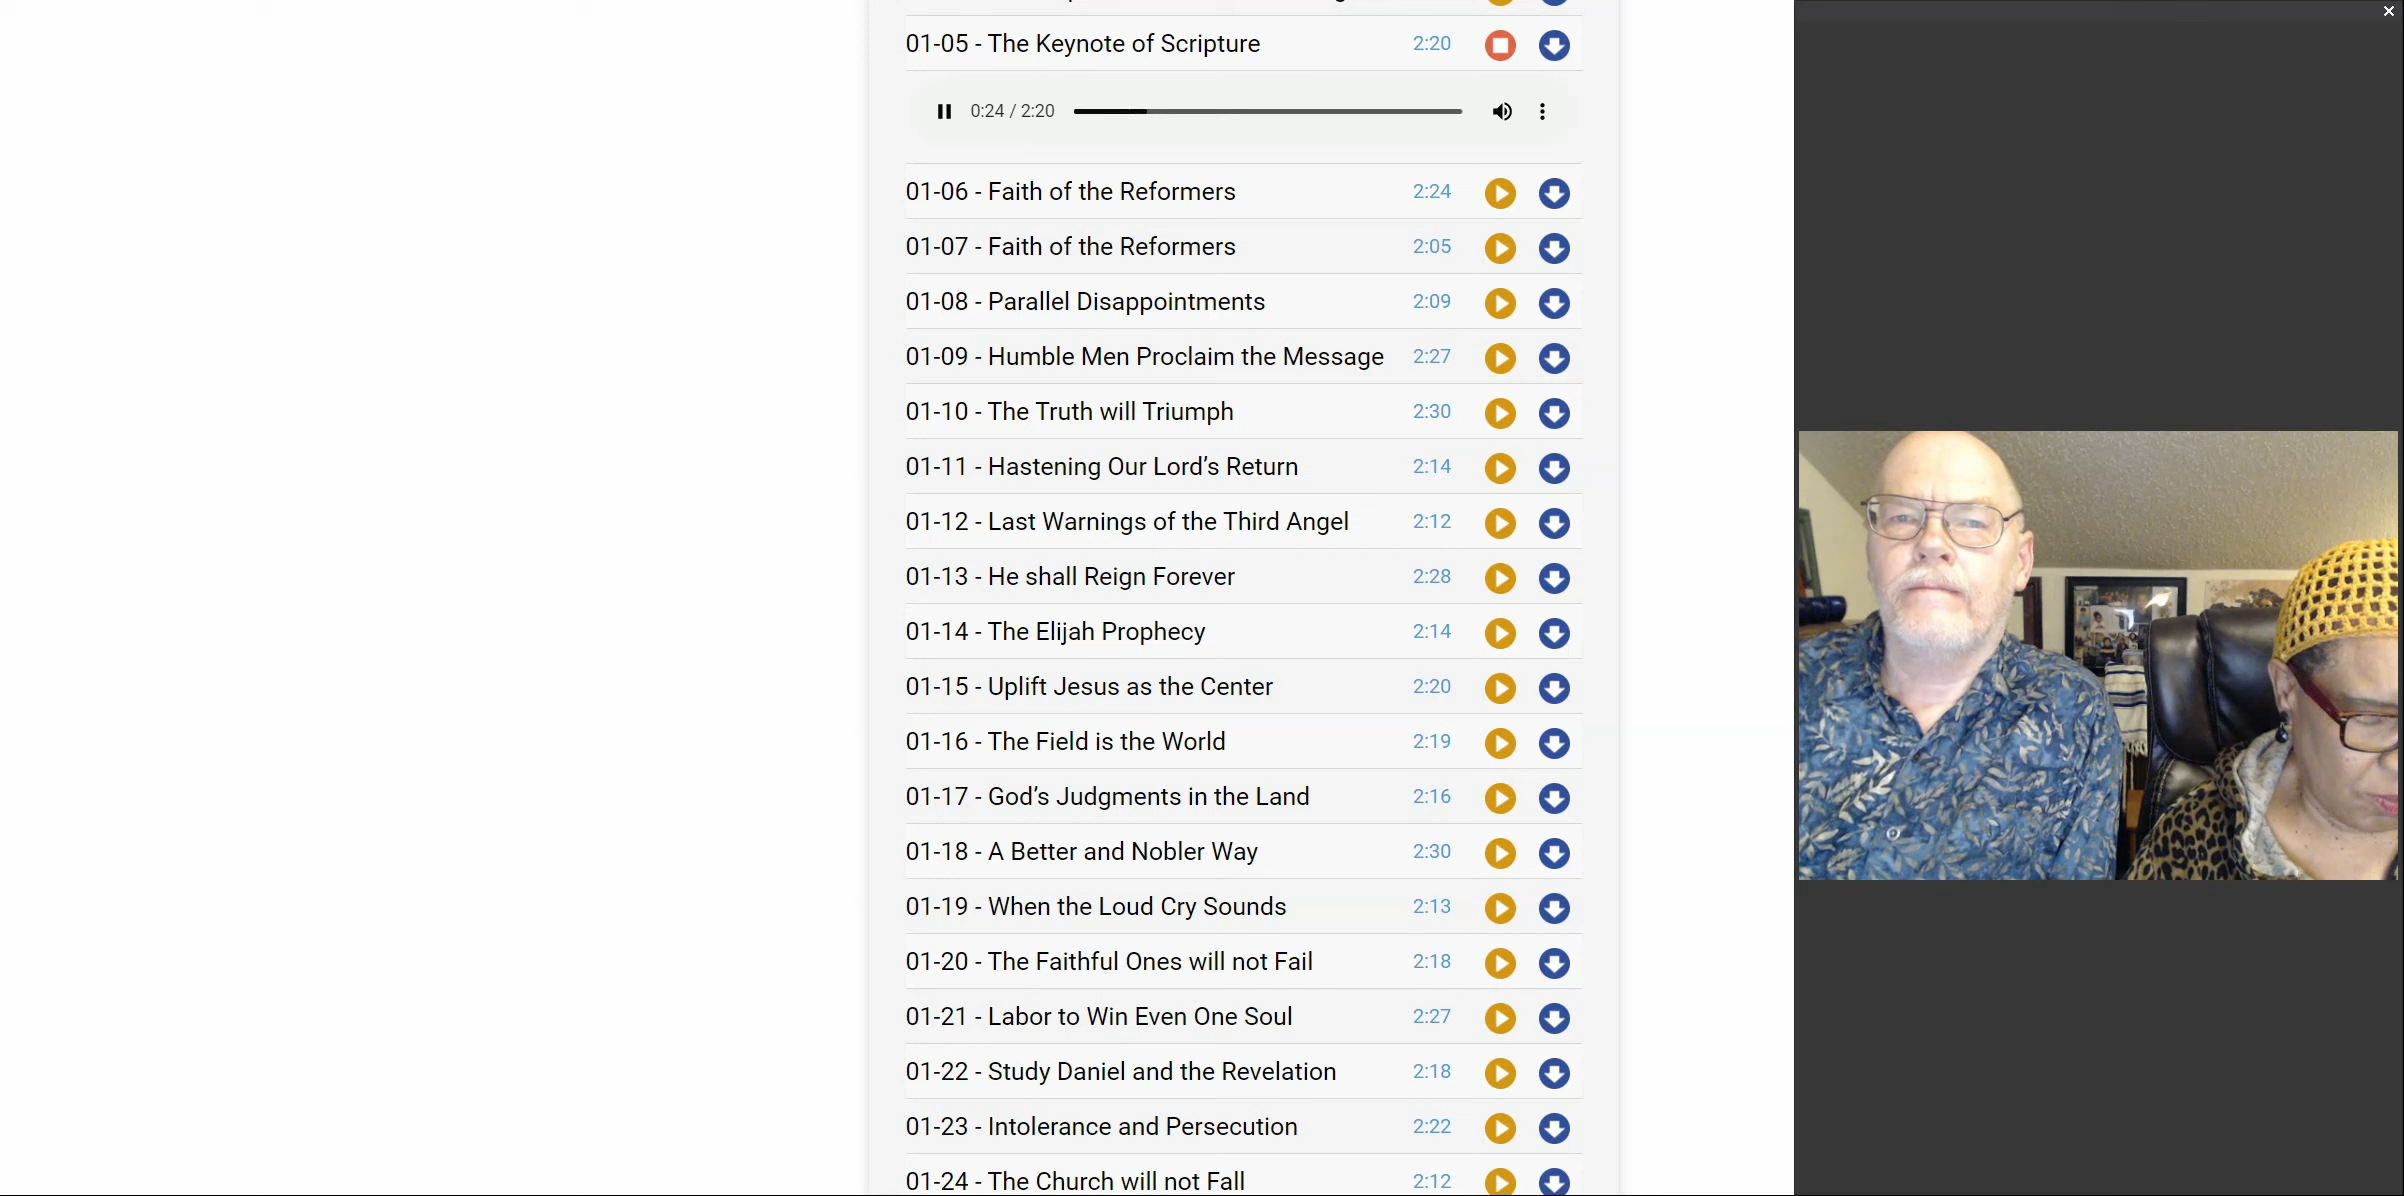 01-05 - The Keynote of Scripture 2:20
0:24 / 2:20
01-06 - Faith of the Reformers 2:24
01-07 - Faith of the Reformers 2:05
01-08 - Parallel Disappointments 2:09
01-09 - Humble Men Proclaim the Message 2:27
01-10 - The Truth will Triumph 2:30
01-11 - Hastening Our Lord’s Return 2:14
01-12 - Last Warnings of the Third Angel 2:12
01-13 - He shall Reign Forever 2:28
01-14 - The Elijah Prophecy 2:14
01-15 - Uplift Jesus as the Center 2:20
01-16 - The Field is the World 2:19
01-17 - God’s Judgments in the Land 2:16
01-18 - A Better and Nobler Way 2:30
01-19 - When the Loud Cry Sounds 2:13
01-20 - The Faithful Ones will not Fail 2:18
01-21 - Labor to Win Even One Soul 2:27
01-22 - Study Daniel and the Revelation 2:18
01-23 - Intolerance and Persecution 2:22
01-24 - The Church will not Fall 2:12